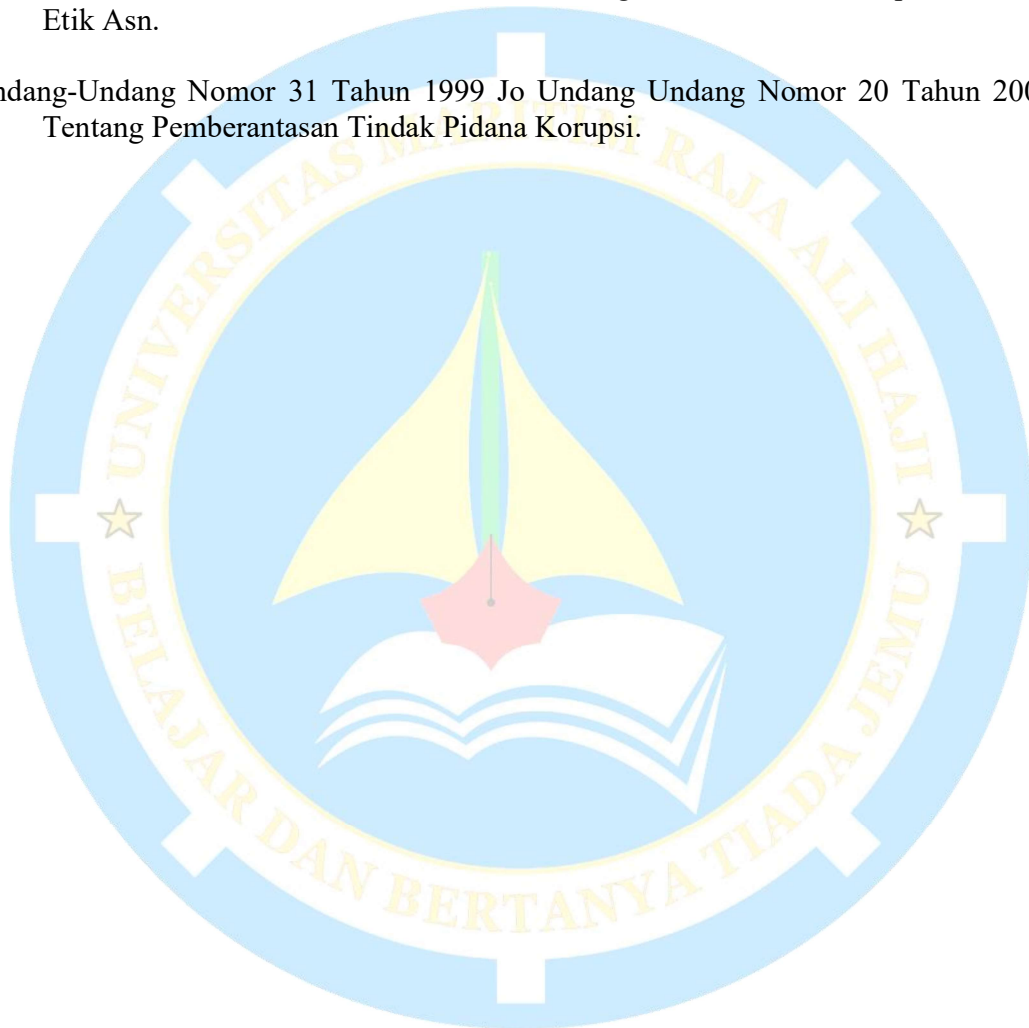 Etik Asn.
ndang-Undang Nomor 31 Tahun 1999 Jo Undang Undang Nomor 20 Tahun 200
Tentang Pemberantasan Tindak Pidana Korupsi.
UNIVERSITAS MARITIM RAJA ALI HAJI
BELAJAR DAN BERTANYA TIADA JEMU